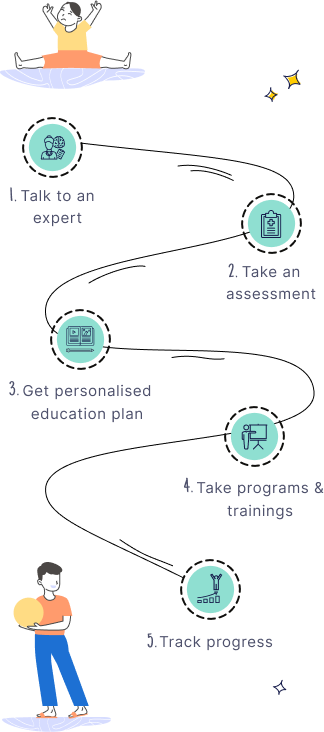 1. Talk to an
expert
2. Take an
assessment
3. Get personalised
education plan
4. Take programs &
trainings
5. Track progress